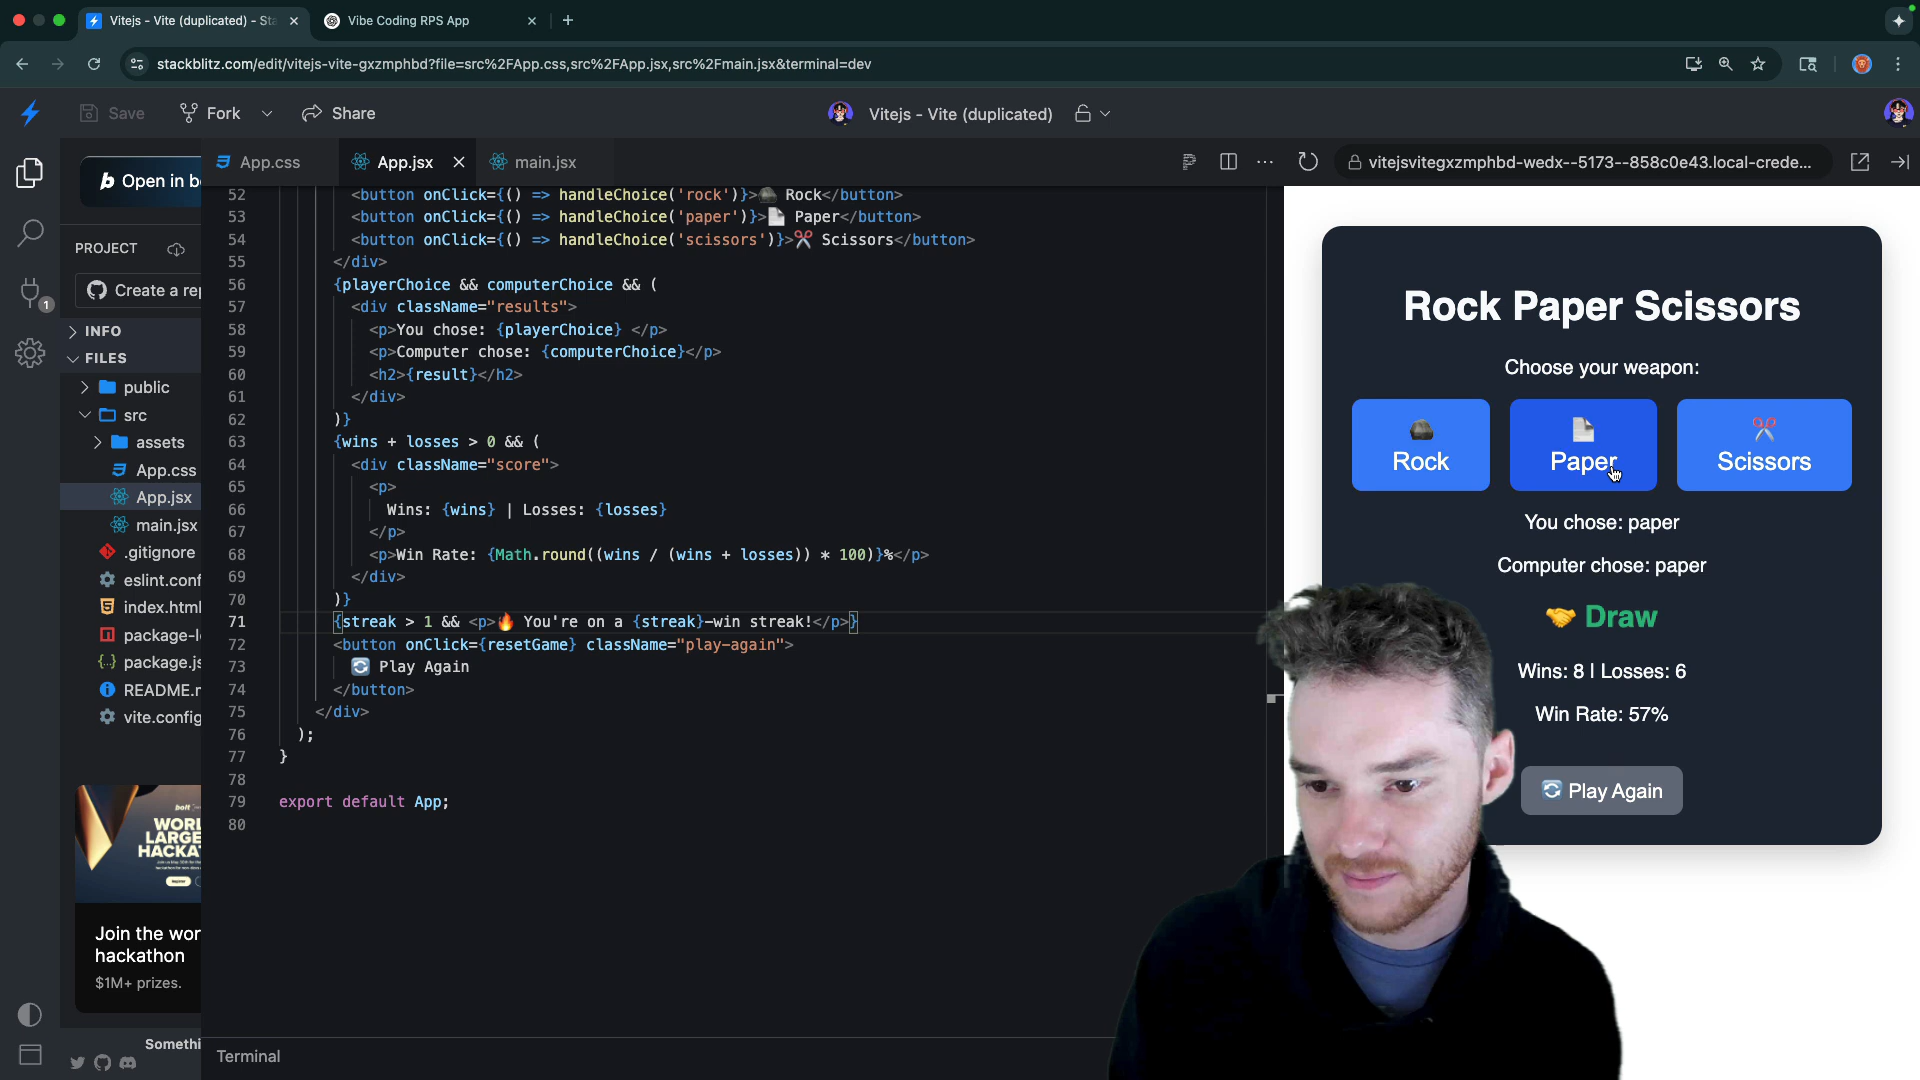 Vitejs - Vite (duplicated) - Sta
Vibe Coding RPS App
stackblitz.com/edit/vitejs-vite-gxzmphbd?file=src%2FApp.css,src%2FApp.jsx,src%2Fmain.jsx&terminal=dev
Save
Fork
Share
Vitejs - Vite (duplicated)
b Open in b
App.css
App.jsx
main.jsx
vitejsvitegxzmphbd-wedx--5173--858c0e43.local-crede...
PROJECT
1
Create a rep
INFO
FILES
public
src
assets
App.css
App.jsx
main.jsx
.gitignore
eslint.conf
index.html
package-l
package.js
README.r
vite.config
bolt
WORL
LARGE
HACKA
Join the wor
hackathon
$1M+ prizes.
Somethi
52 <button onClick={() => handleChoice('rock')}>🪨 Rock</button>
53 <button onClick={() => handleChoice('paper')}>📄 Paper</button>
54 <button onClick={() => handleChoice('scissors')}>✂️ Scissors</button>
55 </div>
56 {playerChoice && computerChoice && (
57 <div className="results">
58 <p>You chose: {playerChoice} </p>
59 <p>Computer chose: {computerChoice}</p>
60 <h2>{result}</h2>
61 </div>
62 )}
63 {wins + losses > 0 && (
64 <div className="score">
65 <p>
66 Wins: {wins} | Losses: {losses}
67 </p>
68 <p>Win Rate: {Math.round((wins / (wins + losses)) * 100)}%</p>
69 </div>
70 )}
71 {streak > 1 && <p>🔥 You're on a {streak}-win streak!</p>}
72 <button onClick={resetGame} className="play-again">
73 🔄 Play Again
74 </button>
75 </div>
76 );
77 }
78
79 export default App;
80
Terminal
Rock Paper Scissors
Choose your weapon:
🪨 Rock
📄 Paper
✂️ Scissors
You chose: paper
Computer chose: paper
🤝 Draw
Wins: 8 | Losses: 6
Win Rate: 57%
🔄 Play Again